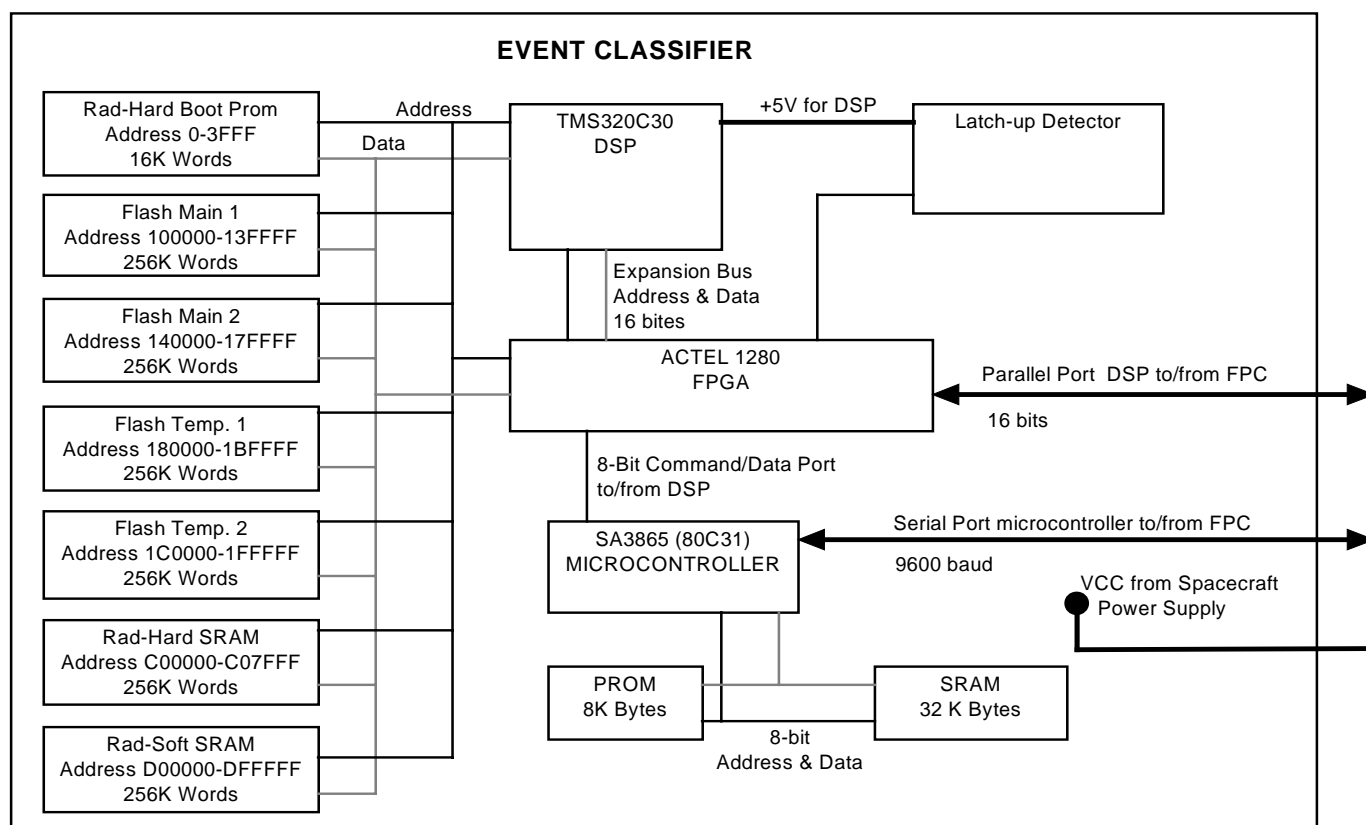 EVENT CLASSIFIER
Rad-Hard Boot Prom
Address 0-3FFF
16K Words
Address
Data
TMS320C30
DSP
+5V for DSP
Latch-up Detector
Flash Main 1
Address 100000-13FFFF
256K Words
Expansion Bus
Address & Data
16 bites
Flash Main 2
Address 140000-17FFFF
256K Words
ACTEL 1280
FPGA
Parallel Port DSP to/from FPC
16 bits
Flash Temp. 1
Address 180000-1BFFFF
256K Words
8-Bit Command/Data Port
to/from DSP
Flash Temp. 2
Address 1C0000-1FFFFF
256K Words
SA3865 (80C31)
MICROCONTROLLER
Serial Port microcontroller to/from FPC
9600 baud
VCC from Spacecraft
Power Supply
Rad-Hard SRAM
Address C00000-C07FFF
256K Words
PROM
8K Bytes
SRAM
32 K Bytes
8-bit
Address & Data
Rad-Soft SRAM
Address D00000-DFFFFF
256K Words